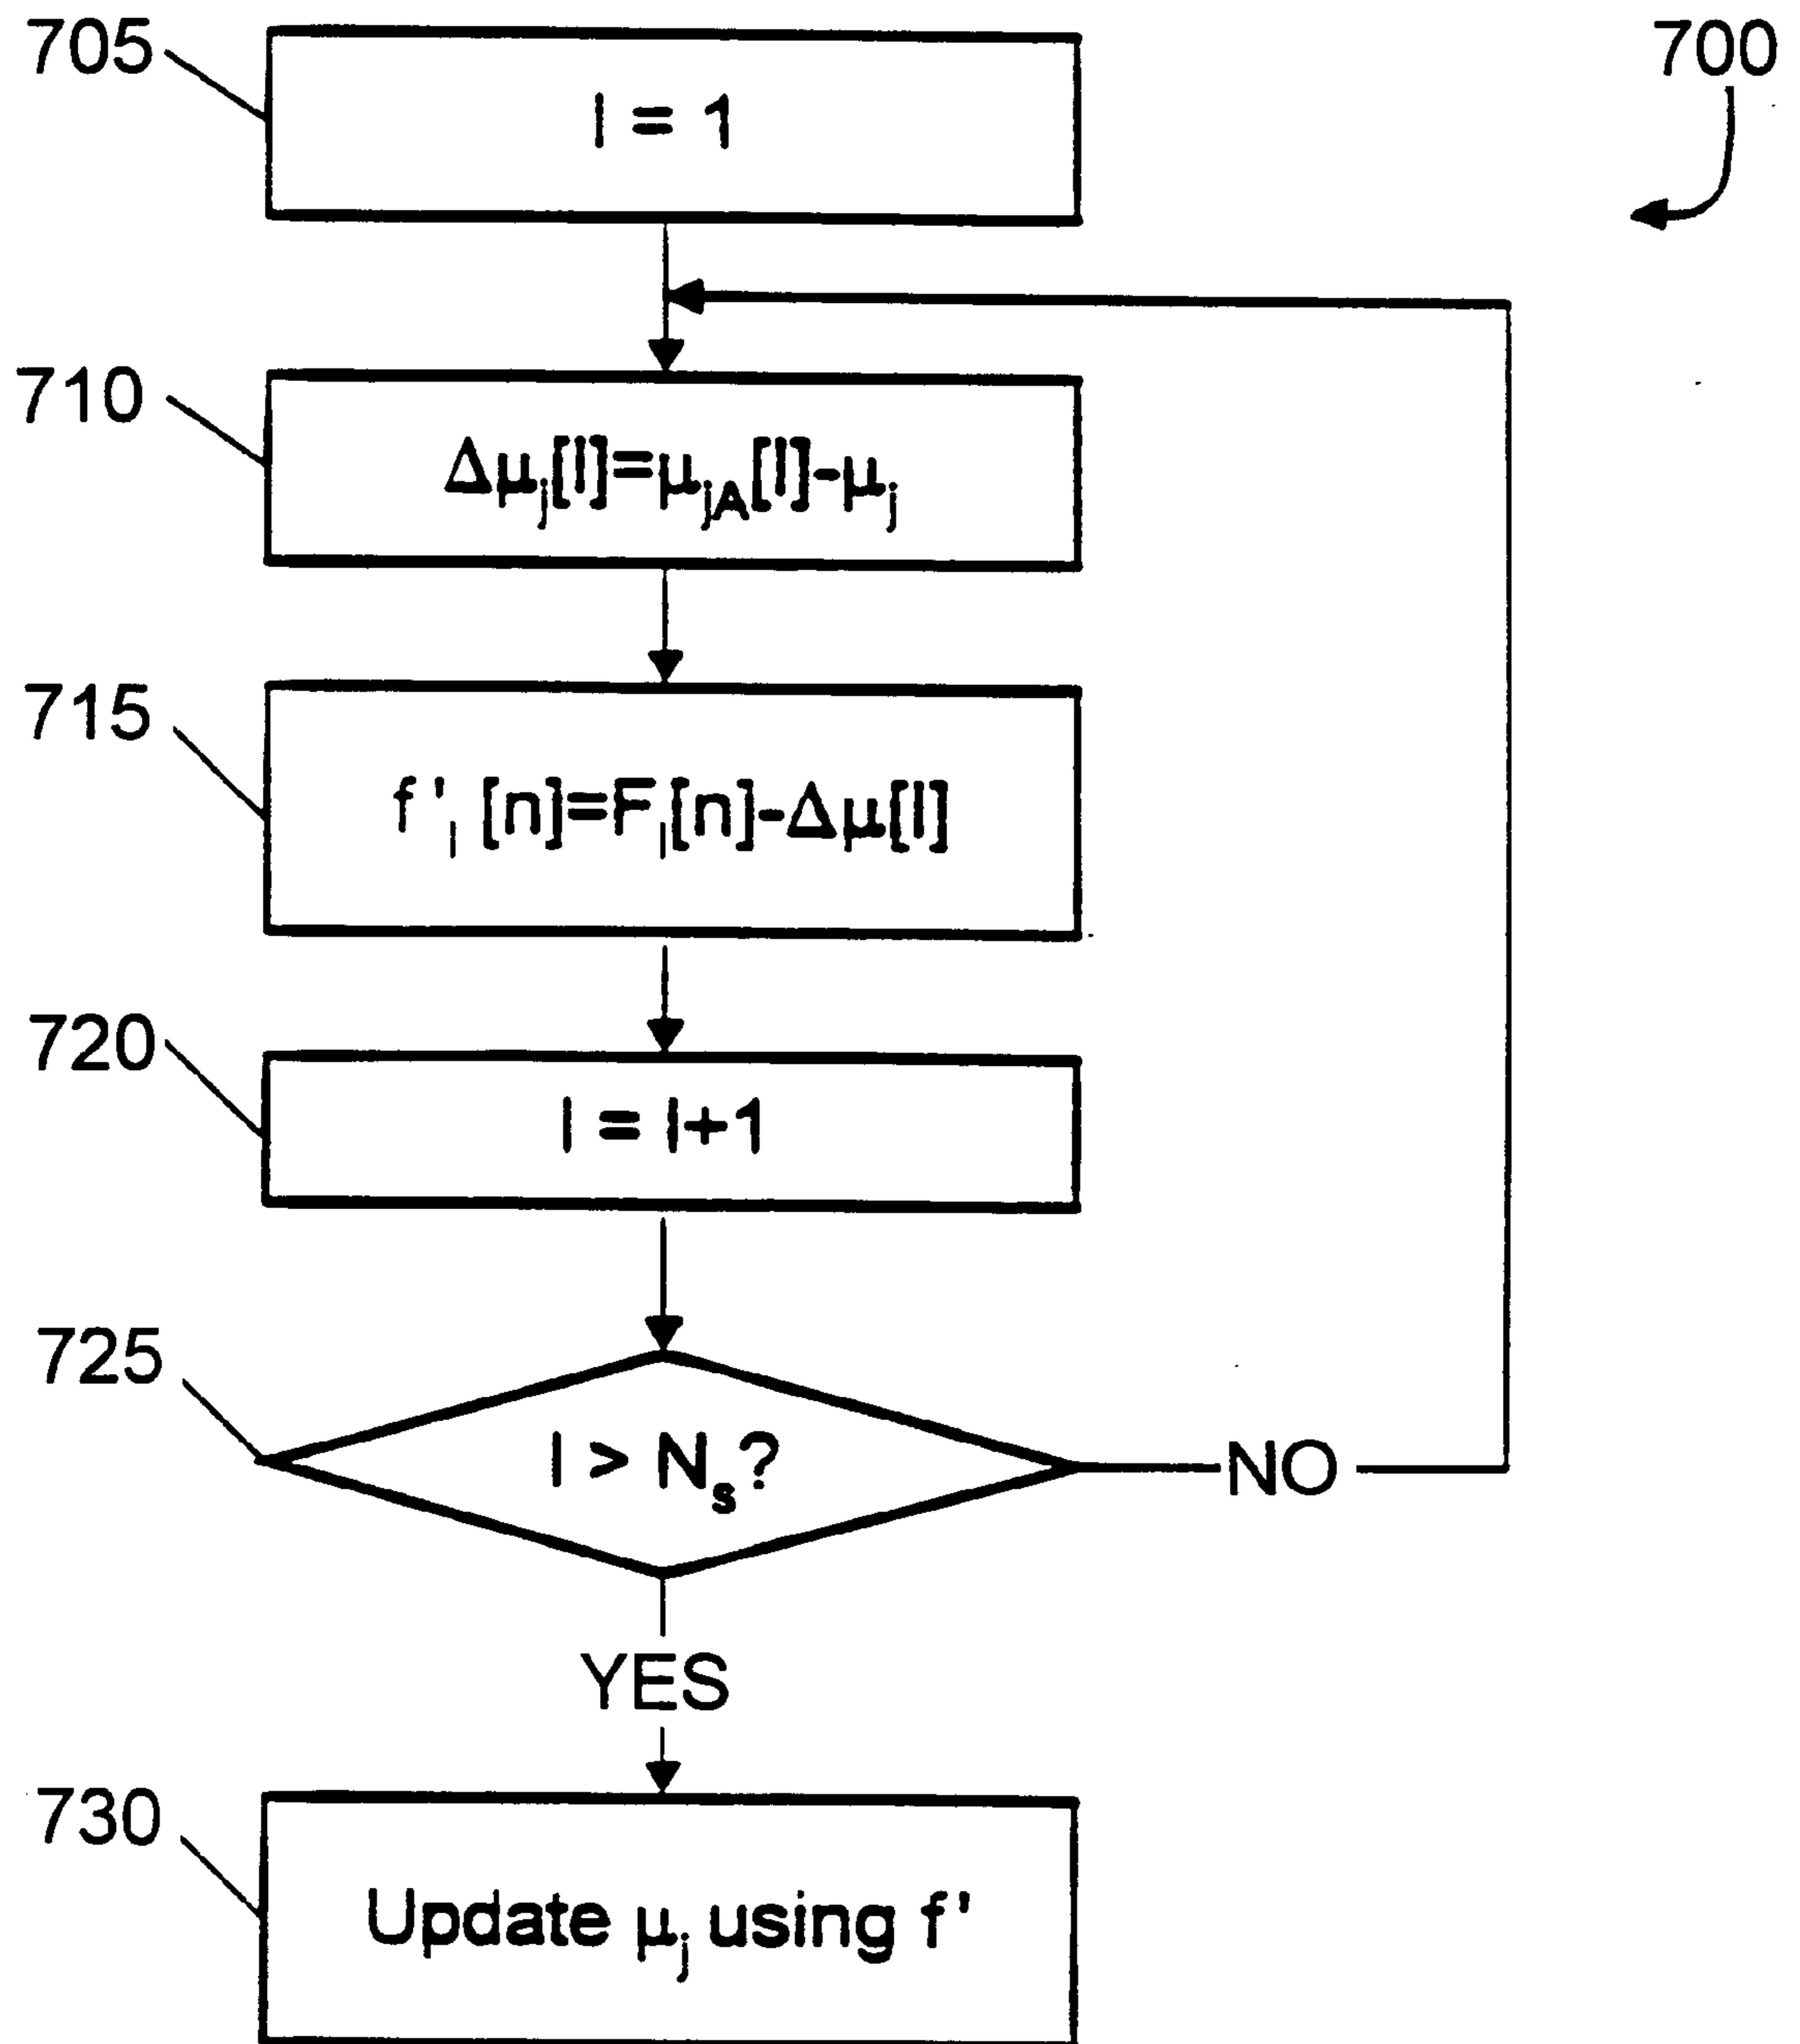 705
700
l = 1
710
Δμj[l]=μjA[l]-μj
715
f'l [n]=Fl[n]-Δμ[l]
720
l = l+1
725
l > Ns?
NO
YES
730
Update μj using f'